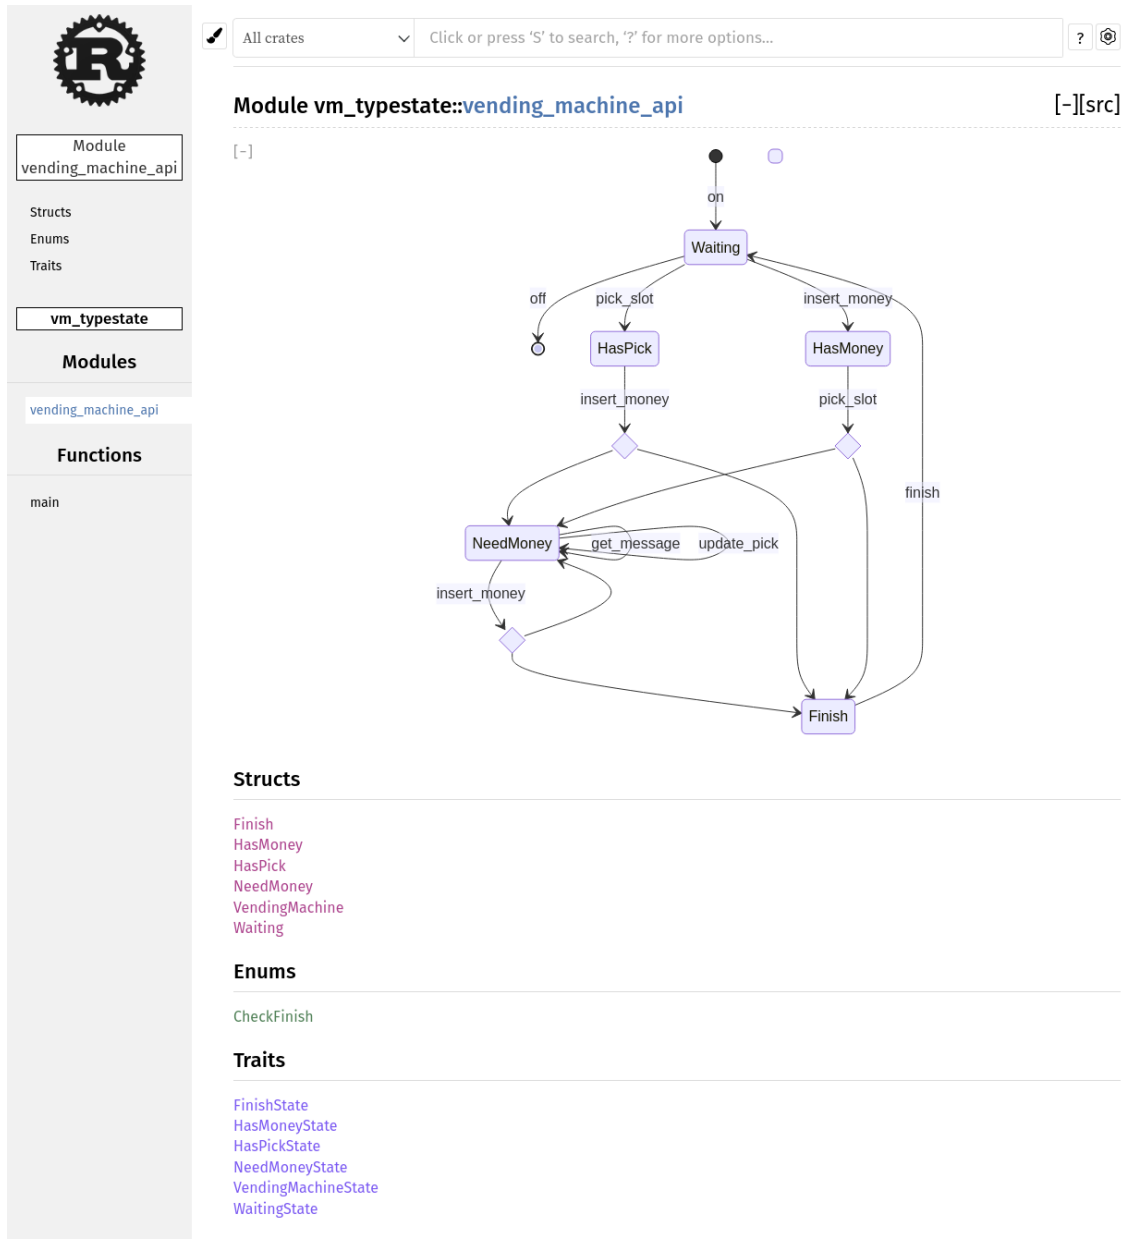 All crates
Click or press ‘S’ to search, ‘?’ for more options…
?
Module
vending_machine_api
Structs
Enums
Traits
vm_typestate
Modules
vending_machine_api
Functions
main
Module vm_typestate::vending_machine_api
[-][src]
[-]
on
Waiting
off
pick_slot
insert_money
HasPick
HasMoney
insert_money
pick_slot
finish
NeedMoney
get_message
update_pick
insert_money
Finish
Structs
Finish
HasMoney
HasPick
NeedMoney
VendingMachine
Waiting
Enums
CheckFinish
Traits
FinishState
HasMoneyState
HasPickState
NeedMoneyState
VendingMachineState
WaitingState